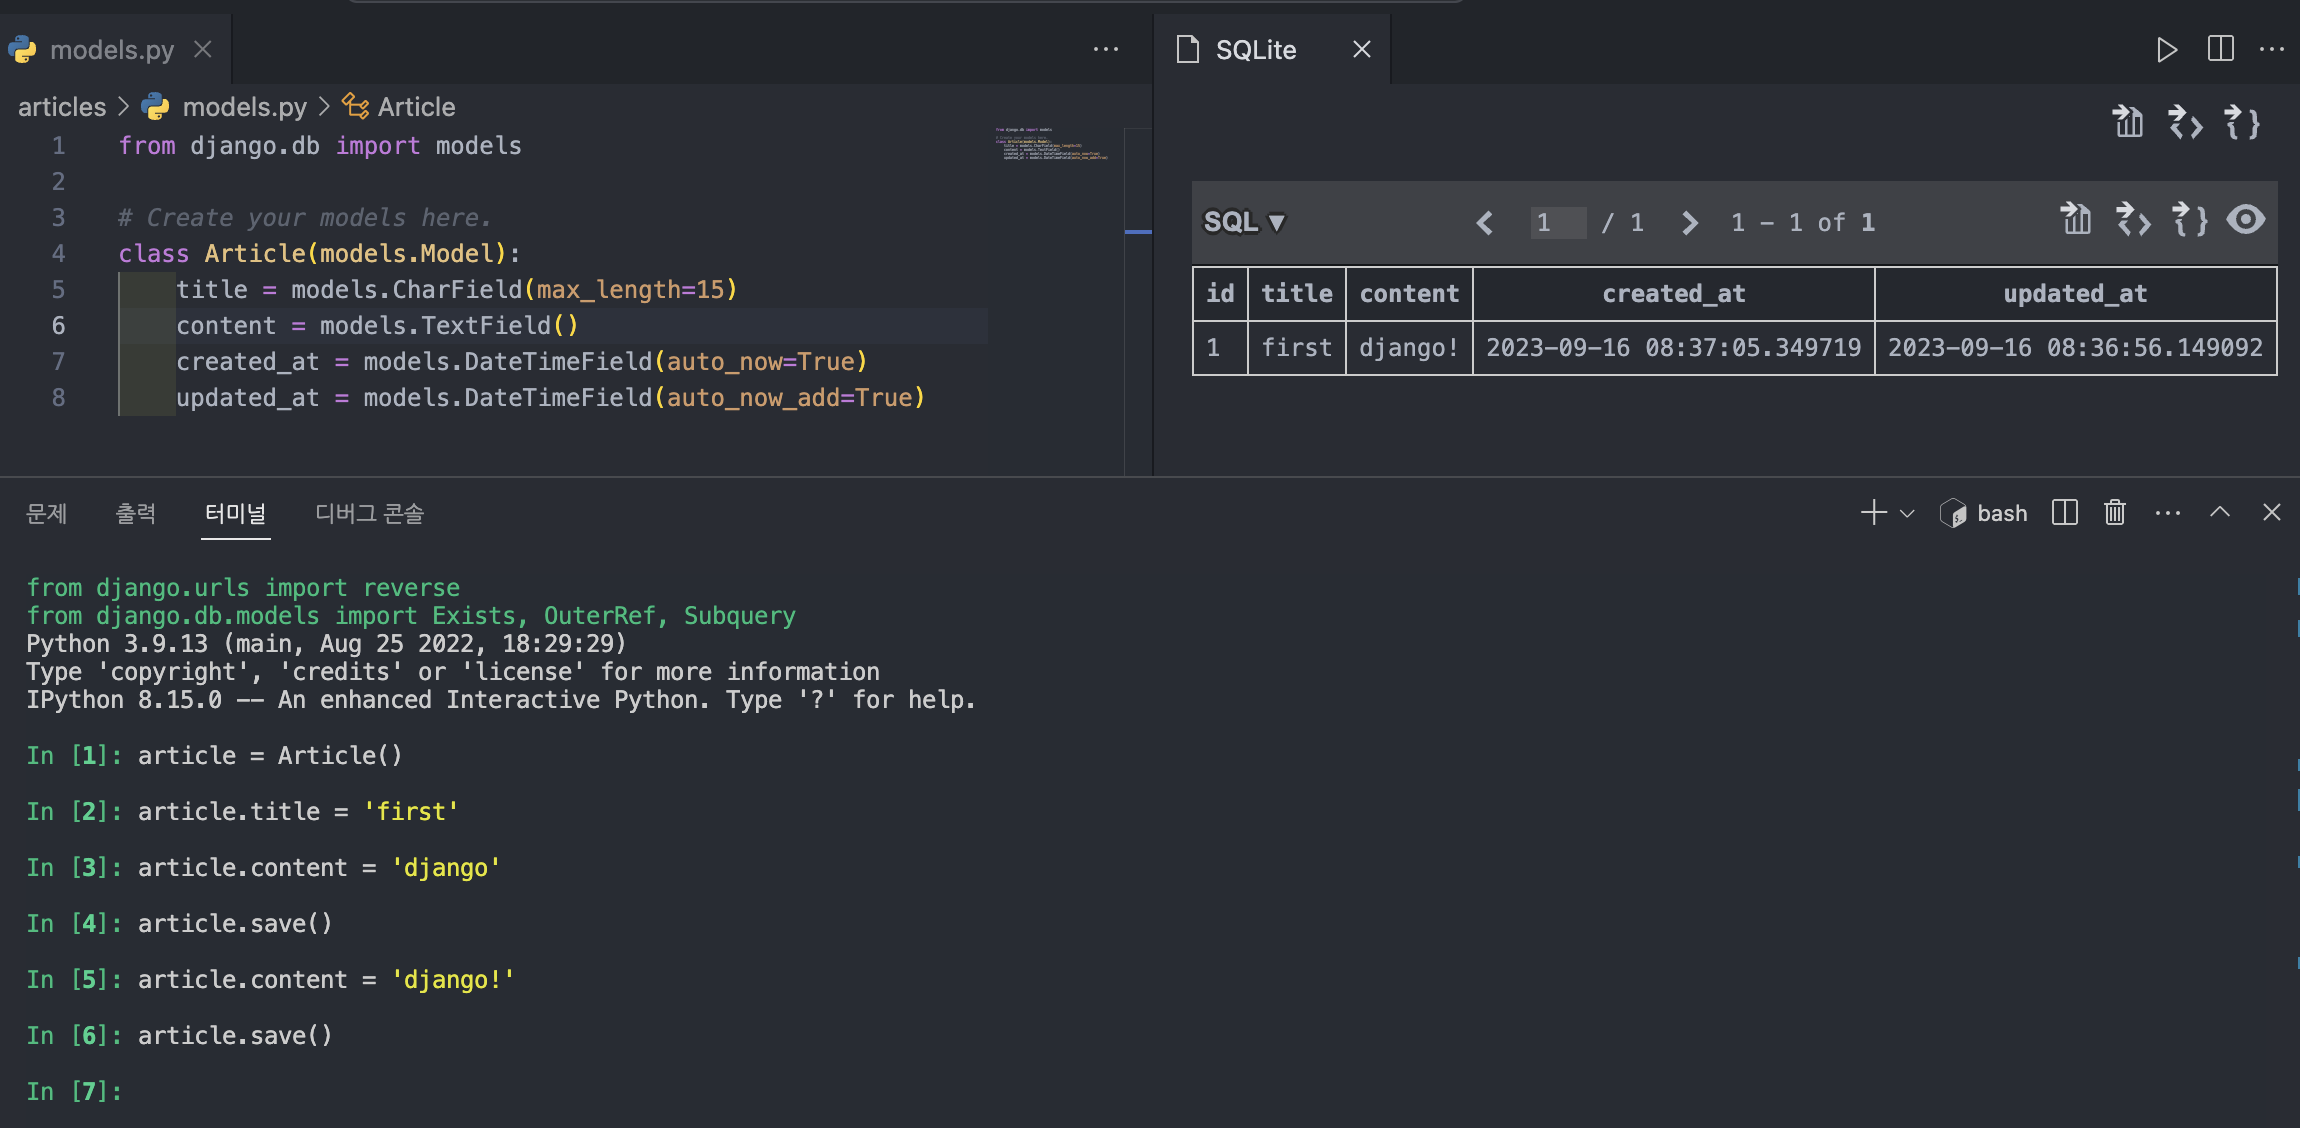 models.py
SQLite
articles > models.py > Article
1 from django.db import models
2
3 # Create your models here.
4 class Article(models.Model):
5 title = models.CharField(max_length=15)
6 content = models.TextField()
7 created_at = models.DateTimeField(auto_now=True)
8 updated_at = models.DateTimeField(auto_now_add=True)
SQL ▼ 1 / 1 1 - 1 of 1
id title content created_at updated_at
1 first django! 2023-09-16 08:37:05.349719 2023-09-16 08:36:56.149092
문제 출력 터미널 디버그 콘솔
bash
from django.urls import reverse
from django.db.models import Exists, OuterRef, Subquery
Python 3.9.13 (main, Aug 25 2022, 18:29:29)
Type 'copyright', 'credits' or 'license' for more information
IPython 8.15.0 -- An enhanced Interactive Python. Type '?' for help.
In [1]: article = Article()
In [2]: article.title = 'first'
In [3]: article.content = 'django'
In [4]: article.save()
In [5]: article.content = 'django!'
In [6]: article.save()
In [7]: